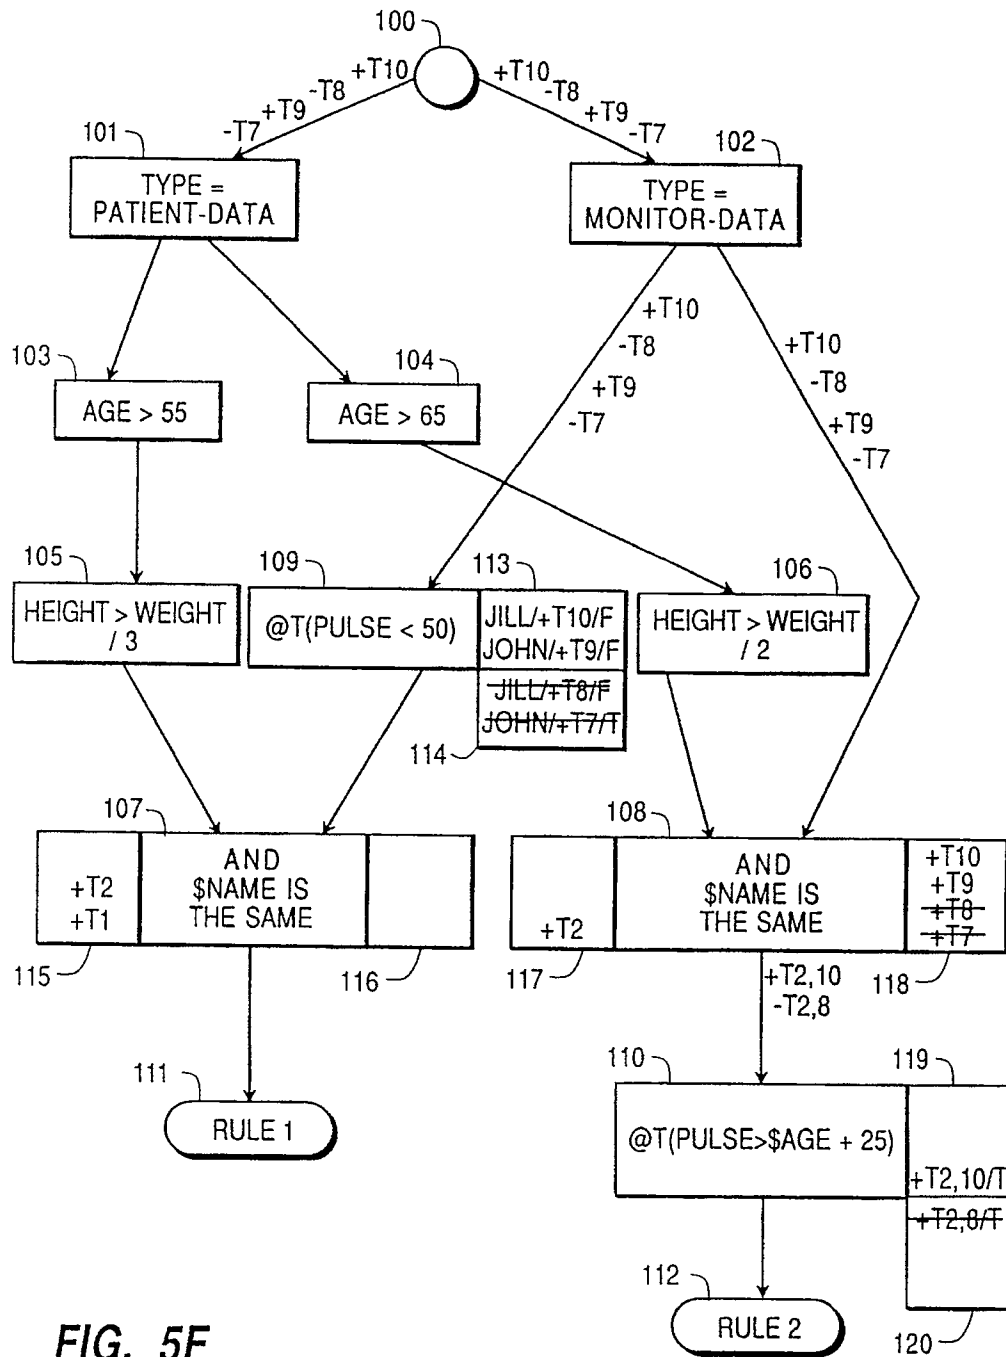 100
+T10
-T8
+T9
-T7
+T10
-T8
+T9
-T7
101
TYPE =
PATIENT-DATA
102
TYPE =
MONITOR-DATA
+T10
-T8
+T9
-T7
+T10
-T8
+T9
-T7
103
AGE > 55
104
AGE > 65
105
HEIGHT > WEIGHT
/ 3
109
@T(PULSE < 50)
113
JILL/+T10/F
JOHN/+T9/F
JILL/+T8/F
JOHN/+T7/T
114
106
HEIGHT > WEIGHT
/ 2
107
+T2
+T1
AND
$NAME IS
THE SAME
115
116
108
+T2
AND
$NAME IS
THE SAME
+T10
+T9
+T8
+T7
117
118
+T2,10
-T2,8
111
RULE 1
110
@T(PULSE>$AGE + 25)
119
+T2,10/T
+T2,8/T
112
RULE 2
120
FIG. 5F